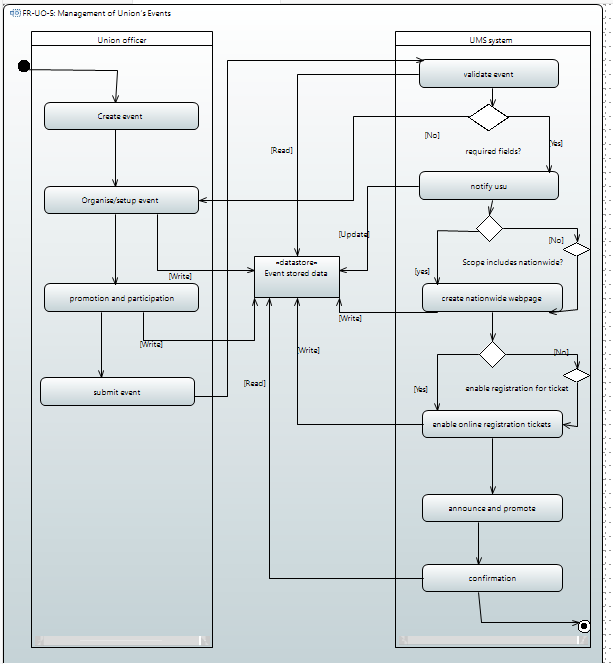 FR-UO-5: Management of Union's Events
Union officer
UMS system
validate event
Create event
[No]
[Yes]
[Read]
required fields?
notify usu
Organise/setup event
[Update]
[No]
«datastore»
Scope includes nationwide?
Event stored data
[yes]
[Write]
promotion and participation
create nationwide webpage
[Write]
[Write]
[Write]
[No]
[Read]
[Yes]
enable registration for ticket
submit event
enable online registration tickets
announce and promote
confirmation